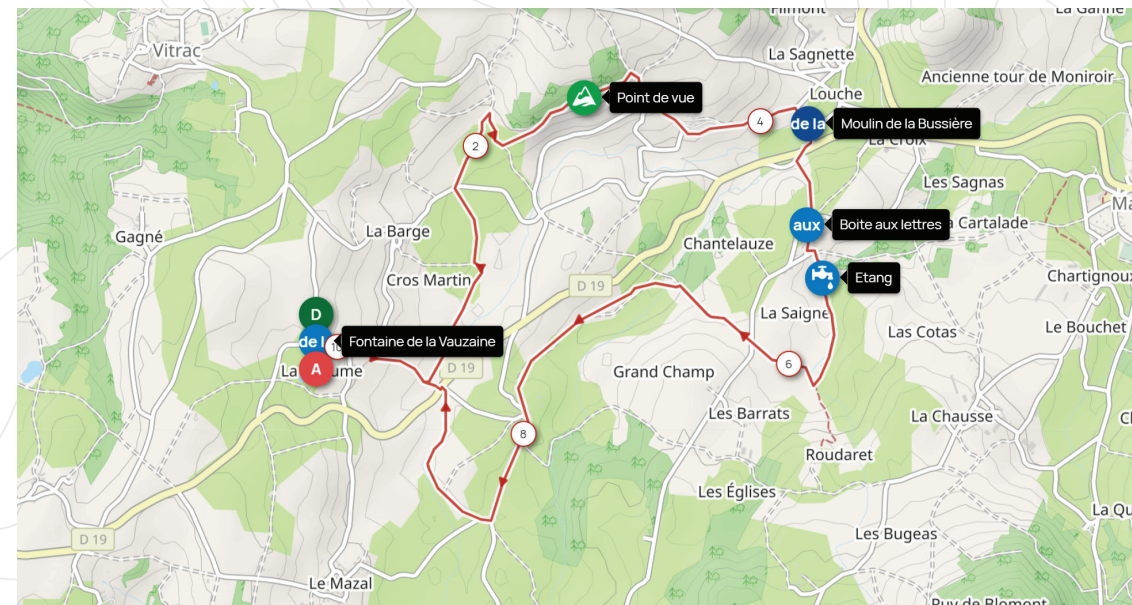 Vitrac
La Sagnette
Ancienne tour de Moniroir
Louche
Point de vue
4
de la
Moulin de la Bussière
2
La Croix
Les Sagnas
Gagné
La Barge
aux
Boite aux lettres
Cartalade
Chantelauze
Cros Martin
D 19
Etang
Chartignoux
La Saigne
D
Las Cotas
Le Bouchet
Fontaine de la Vauzaine
10
A
D 19
6
Grand Champ
Les Barrats
La Chausse
8
Roudaret
Les Églises
Les Bugeas
D 19
Le Mazal
Puy de Blomont